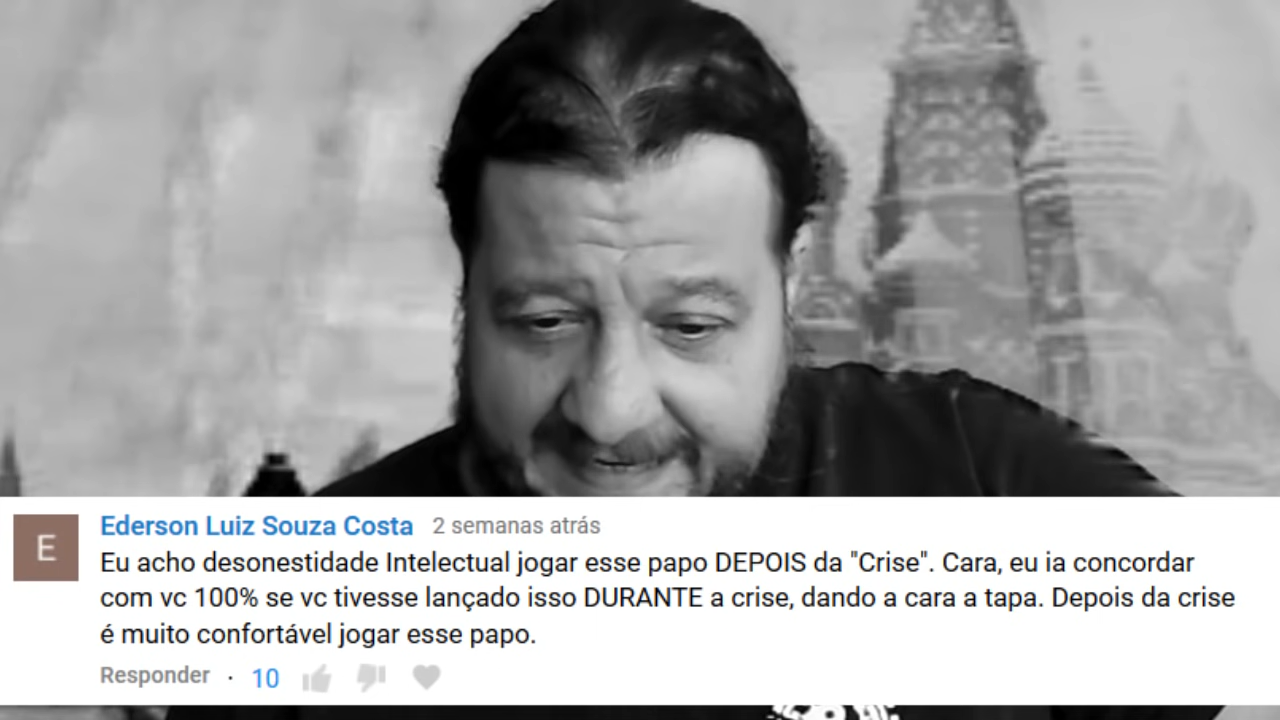 E
Ederson Luiz Souza Costa 2 semanas atrás
Eu acho desonestidade Intelectual jogar esse papo DEPOIS da "Crise". Cara, eu ia concordar
com vc 100% se vc tivesse lançado isso DURANTE a crise, dando a cara a tapa. Depois da crise
é muito confortável jogar esse papo.
Responder · 10